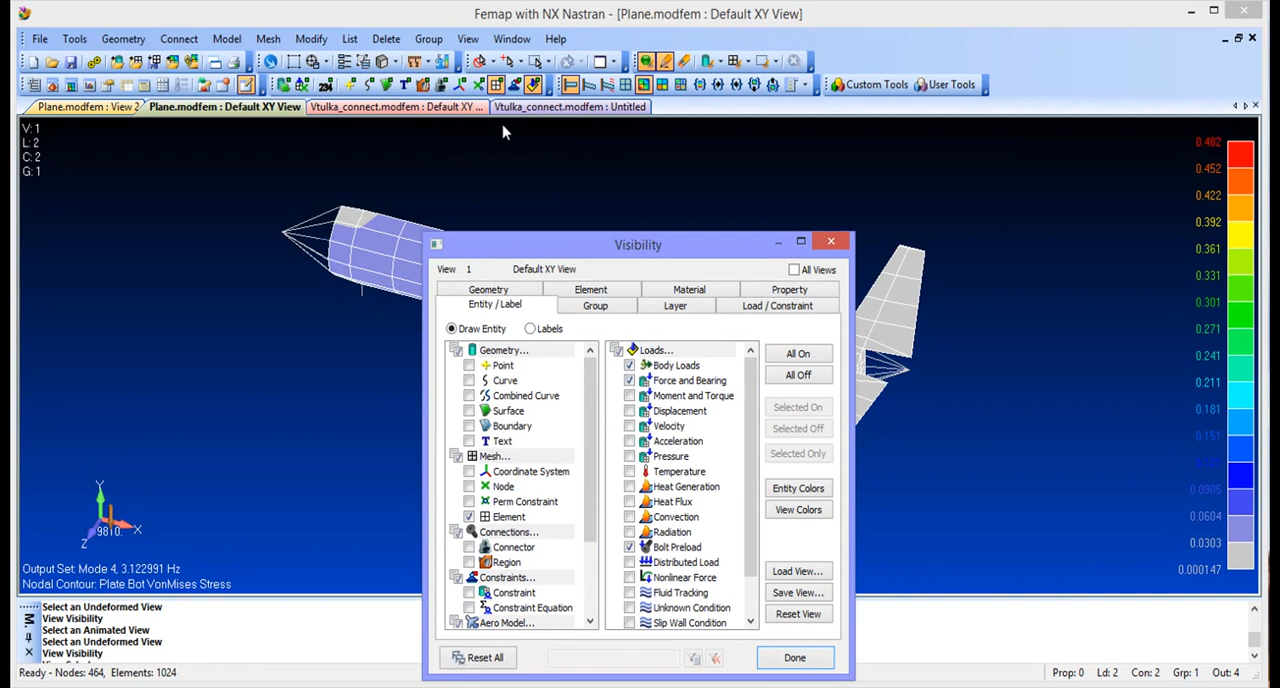 Femap with NX Nastran - [Plane.modfem : Default XY View]
File Tools Geometry Connect Model Mesh Modify List Delete Group View Window Help
Custom Tools User Tools
Plane.modfem : View 2 Plane.modfem : Default XY View Vtulka_connect.modfem : Default XY ... Vtulka_connect.modfem : Untitled
V: 1
L: 2
C: 2
G: 1
0.482
0.452
0.422
0.392
0.361
0.331
0.301
0.271
0.241
0.211
0.181
0.151
0.121
0.0905
0.0604
0.0303
0.000147
Visibility
View 1 Default XY View All Views
Geometry Element Material Property
Entity / Label Group Layer Load / Constraint
Draw Entity Labels
Geometry...
Point
Curve
Combined Curve
Surface
Boundary
Text
Mesh...
Coordinate System
Node
Perm Constraint
Element
Connections...
Connector
Region
Constraints...
Constraint
Constraint Equation
Aero Model...
Loads...
Body Loads
Force and Bearing
Moment and Torque
Displacement
Velocity
Acceleration
Pressure
Temperature
Heat Generation
Heat Flux
Convection
Radiation
Bolt Preload
Distributed Load
Nonlinear Force
Fluid Tracking
Unknown Condition
Slip Wall Condition
All On
All Off
Selected On
Selected Off
Selected Only
Entity Colors
View Colors
Load View...
Save View...
Reset View
Reset All Done
Y
X
Z
9810.
Output Set: Mode 4, 3.122991 Hz
Nodal Contour: Plate Bot VonMises Stress
Select an Undeformed View
View Visibility
Select an Animated View
Select an Undeformed View
View Visibility
Ready - Nodes: 464, Elements: 1024 Prop: 0 Ld: 2 Con: 2 Grp: 1 Out: 4